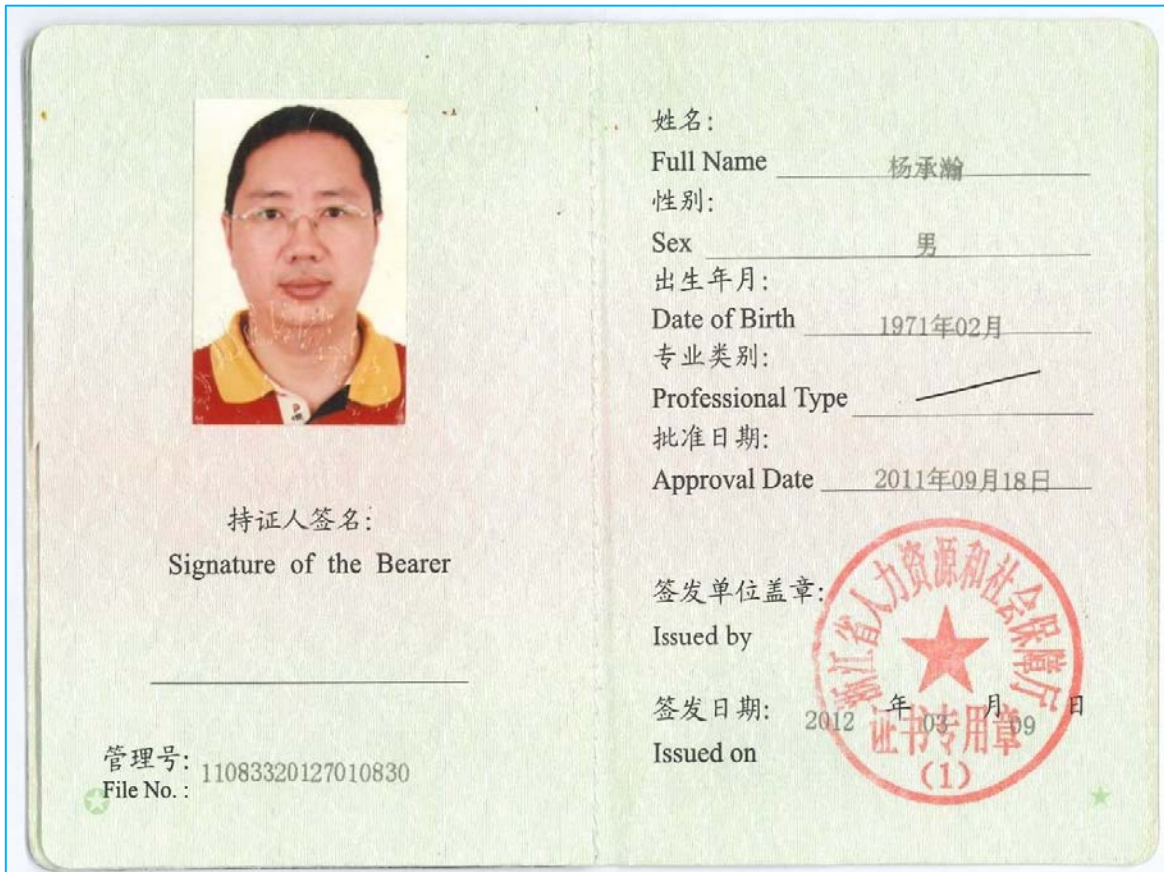 持证人签名:
Signature of the Bearer
管理号:
File No. :
11083320127010830
姓名:
Full Name 杨承瀚
性别:
Sex 男
出生年月:
Date of Birth 1971年02月
专业类别:
Professional Type
批准日期:
Approval Date 2011年09月18日
签发单位盖章:
Issued by
浙江省人力资源和社会保障厅
证书专用章
(1)
签发日期: 2012 年 03 月 09 日
Issued on